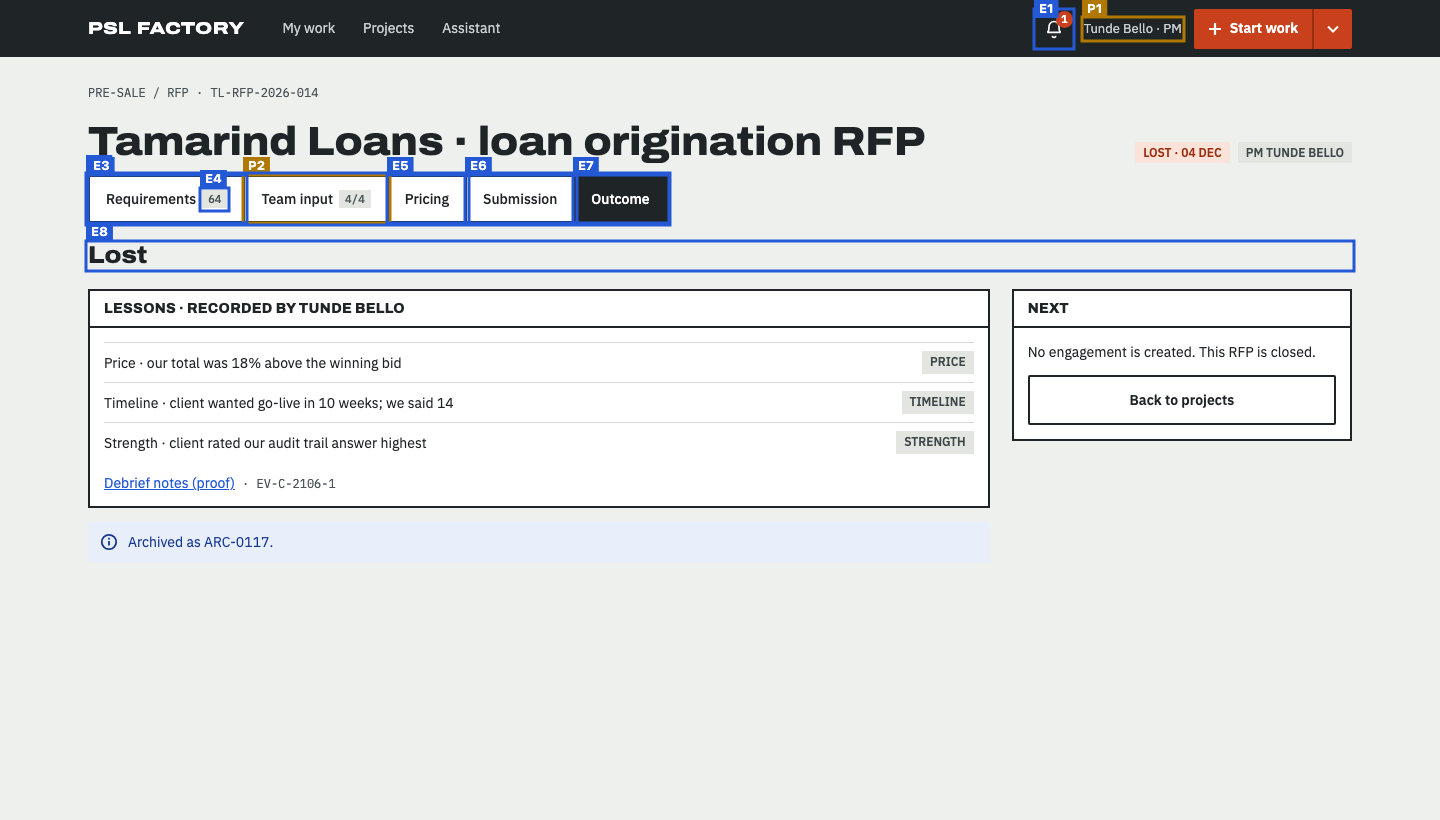 PSL FACTORY
My work
Projects
Assistant
E1
1
P1
Tunde Bello · PM
Start work
PRE-SALE / RFP · TL-RFP-2026-014
Tamarind Loans · loan origination RFP
LOST · 04 DEC
PM TUNDE BELLO
E3
E4
P2
E5
E6
E7
Requirements 64
Team input 4/4
Pricing
Submission
Outcome
E8
Lost
LESSONS · RECORDED BY TUNDE BELLO
Price · our total was 18% above the winning bid
PRICE
Timeline · client wanted go-live in 10 weeks; we said 14
TIMELINE
Strength · client rated our audit trail answer highest
STRENGTH
Debrief notes (proof) · EV-C-2106-1
Archived as ARC-0117.
NEXT
No engagement is created. This RFP is closed.
Back to projects